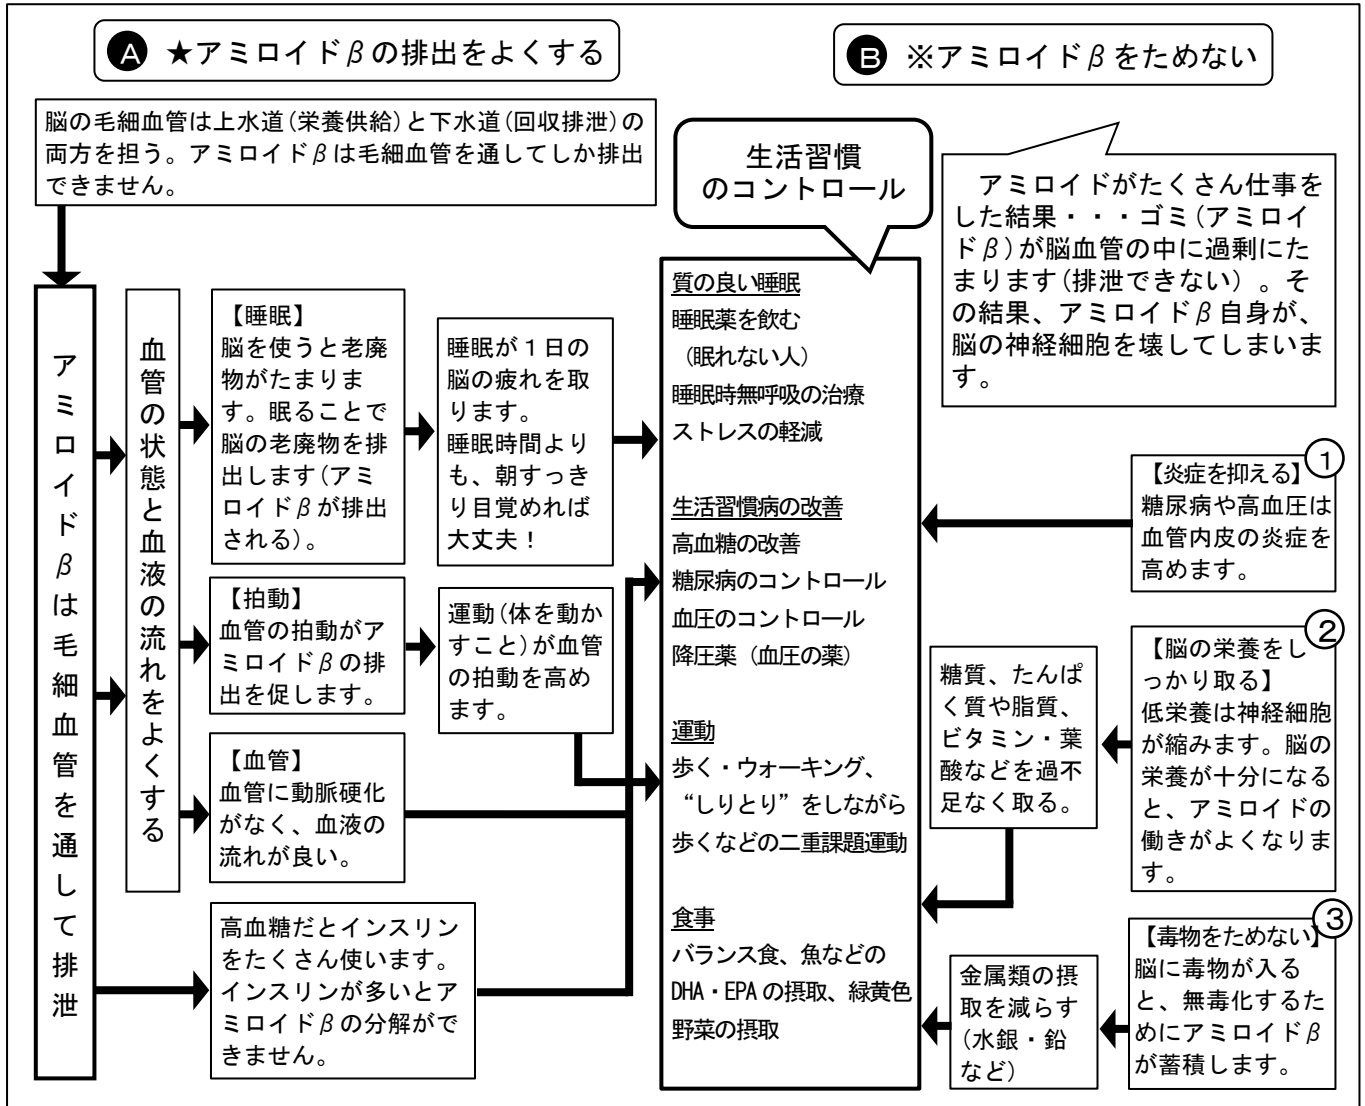 A ★アミロイドβの排出をよくする
B ※アミロイドβをためない
脳の毛細血管は上水道(栄養供給)と下水道(回収排泄)の
両方を担う。アミロイドβは毛細血管を通してしか排出
できません。
アミロイドβは毛細血管を通して排泄
血管の状態と血液の流れをよくする
【睡眠】
脳を使うと老廃
物がたまりま
す。眠ることで
脳の老廃物を排
出します(アミ
ロイドβが排出
される)。
睡眠が１日の
脳の疲れを取
ります。
睡眠時間より
も、朝すっき
り目覚めれば
大丈夫！
【拍動】
血管の拍動がア
ミロイドβの排
出を促します。
運動(体を動か
すこと)が血管
の拍動を高め
ます。
【血管】
血管に動脈硬化
がなく、血液の
流れが良い。
高血糖だとインスリン
をたくさん使います。
インスリンが多いとア
ミロイドβの分解がで
きません。
生活習慣
のコントロール
質の良い睡眠
睡眠薬を飲む
（眠れない人）
睡眠時無呼吸の治療
ストレスの軽減
生活習慣病の改善
高血糖の改善
糖尿病のコントロール
血圧のコントロール
降圧薬（血圧の薬）
運動
歩く・ウォーキング、
“しりとり”をしながら
歩くなどの二重課題運動
食事
バランス食、魚などの
DHA・EPAの摂取、緑黄色
野菜の摂取
アミロイドがたくさん仕事を
した結果・・・ゴミ(アミロイ
ドβ)が脳血管の中に過剰にた
まります(排泄できない）。そ
の結果、アミロイドβ自身が、
脳の神経細胞を壊してしまいま
す。
①
【炎症を抑える】
糖尿病や高血圧は
血管内皮の炎症を
高めます。
②
【脳の栄養をし
っかり取る】
低栄養は神経細胞
が縮みます。脳の
栄養が十分になる
と、アミロイドの
働きがよくなりま
す。
糖質、たんぱ
く質や脂質、
ビタミン・葉
酸などを過不
足なく取る。
③
【毒物をためない】
脳に毒物が入る
と、無毒化するた
めにアミロイドβ
が蓄積します。
金属類の摂
取を減らす
(水銀・鉛
など)